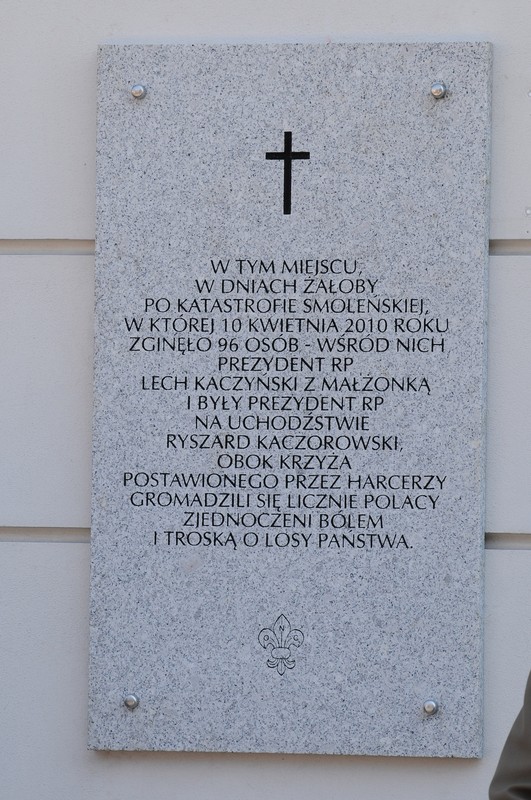 W TYM MIEJSCU,
W DNIACH ŻAŁOBY
PO KATASTROFIE SMOLEŃSKIEJ,
W KTÓREJ 10 KWIETNIA 2010 ROKU
ZGINĘŁO 96 OSÓB - WŚRÓD NICH
PREZYDENT RP
LECH KACZYŃSKI Z MAŁŻONKĄ
I BYŁY PREZYDENT RP
NA UCHODŹSTWIE
RYSZARD KACZOROWSKI,
OBOK KRZYŻA
POSTAWIONEGO PRZEZ HARCERZY
GROMADZILI SIĘ LICZNIE POLACY
ZJEDNOCZENI BÓLEM
I TROSKĄ O LOSY PAŃSTWA.